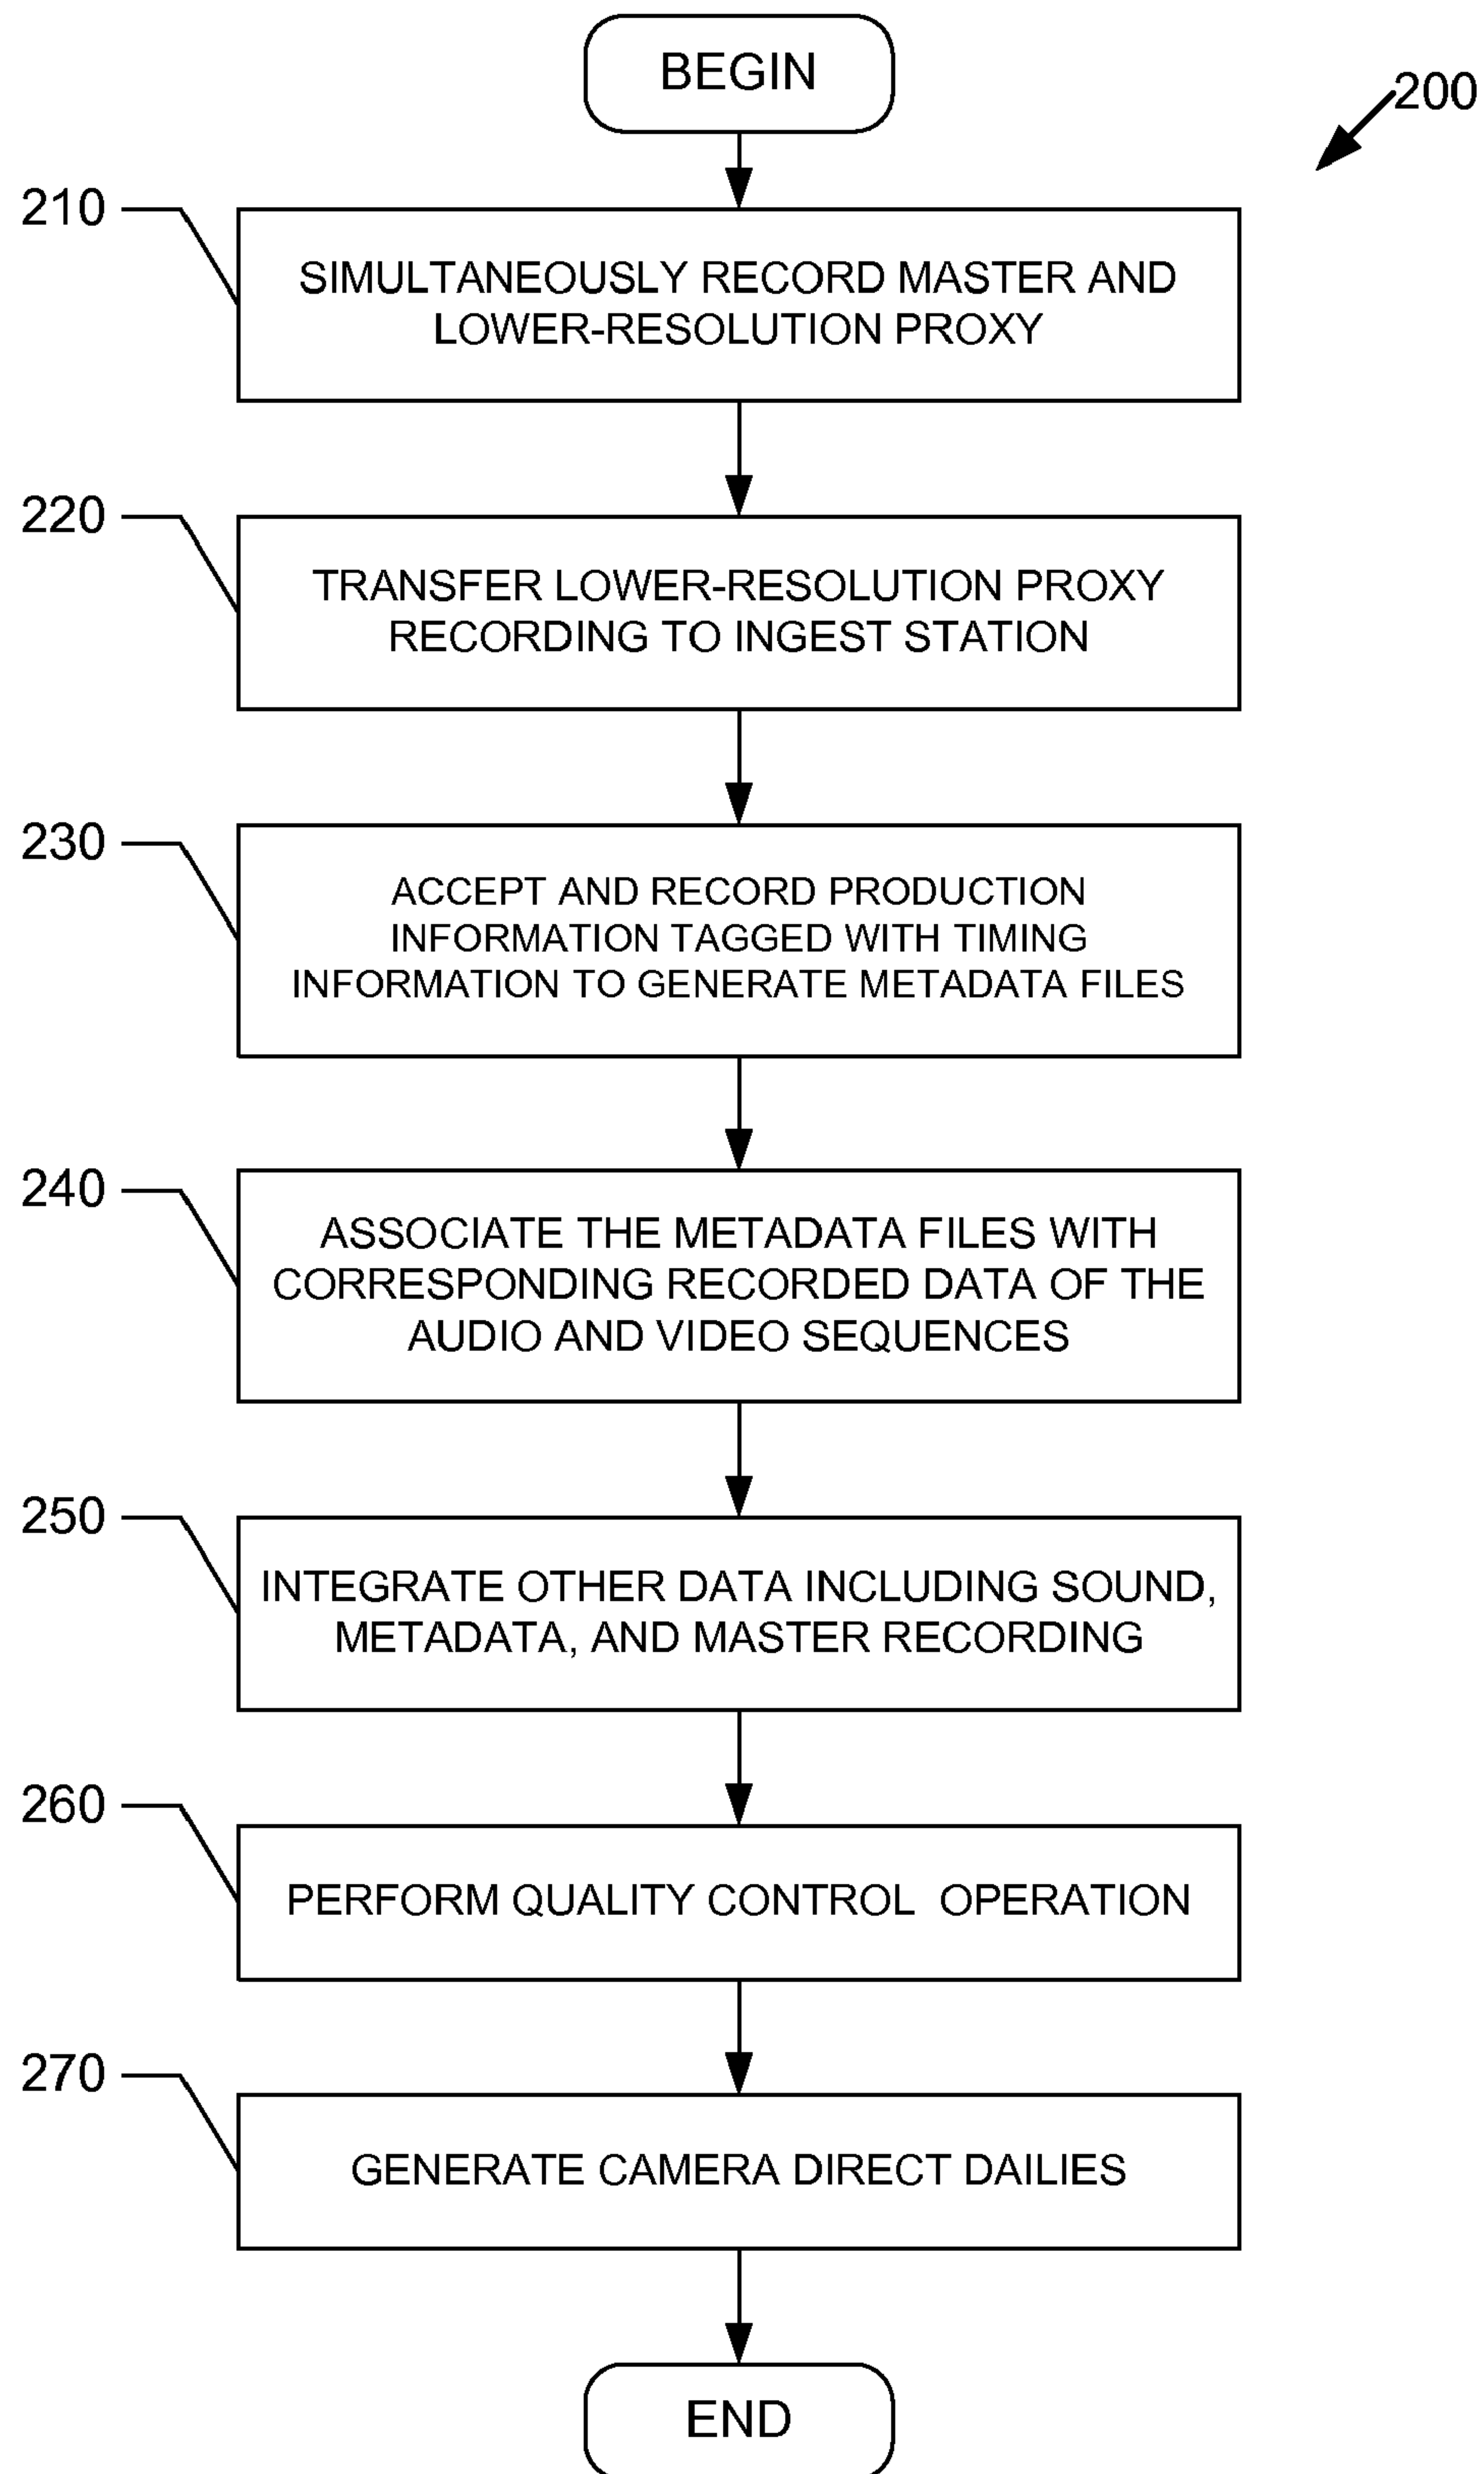 BEGIN
200
210
SIMULTANEOUSLY RECORD MASTER AND
LOWER-RESOLUTION PROXY
220
TRANSFER LOWER-RESOLUTION PROXY
RECORDING TO INGEST STATION
230
ACCEPT AND RECORD PRODUCTION
INFORMATION TAGGED WITH TIMING
INFORMATION TO GENERATE METADATA FILES
240
ASSOCIATE THE METADATA FILES WITH
CORRESPONDING RECORDED DATA OF THE
AUDIO AND VIDEO SEQUENCES
250
INTEGRATE OTHER DATA INCLUDING SOUND,
METADATA, AND MASTER RECORDING
260
PERFORM QUALITY CONTROL OPERATION
270
GENERATE CAMERA DIRECT DAILIES
END